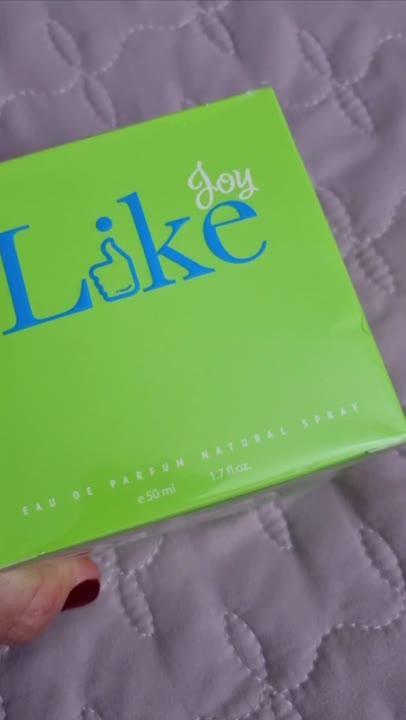 Joy
Like
EAU DE PARFUM NATURAL SPRAY
e 50 ml 1.7 fl.oz.